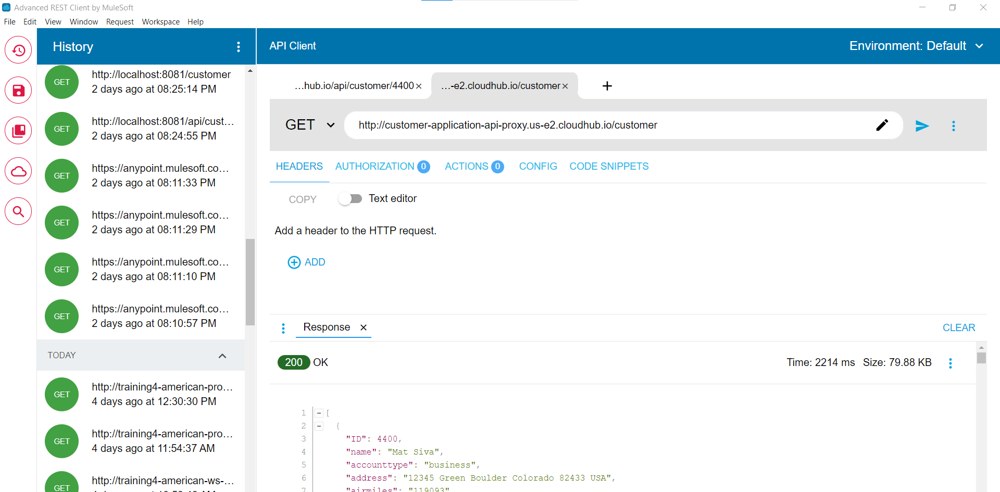 Advanced REST Client by MuleSoft
File Edit View Window Request Workspace Help
History
API Client
Environment: Default
GET
http://localhost:8081/customer
2 days ago at 08:25:14 PM
GET
http://localhost:8081/api/cust...
2 days ago at 08:24:55 PM
GET
https://anypoint.mulesoft.co...
2 days ago at 08:11:33 PM
GET
https://anypoint.mulesoft.co...
2 days ago at 08:11:29 PM
GET
https://anypoint.mulesoft.co...
2 days ago at 08:11:10 PM
GET
https://anypoint.mulesoft.co...
2 days ago at 08:10:57 PM
TODAY
GET
http://training4-american-pro...
4 days ago at 12:30:30 PM
GET
http://training4-american-pro...
4 days ago at 11:54:37 AM
GET
http://training4-american-ws-...
...hub.io/api/customer/4400
...-e2.cloudhub.io/customer
GET
http://customer-application-api-proxy.us-e2.cloudhub.io/customer
HEADERS AUTHORIZATION 0 ACTIONS 0 CONFIG CODE SNIPPETS
COPY Text editor
Add a header to the HTTP request.
ADD
Response
CLEAR
200 OK
Time: 2214 ms Size: 79.88 KB
1 [
2 {
3 "ID": 4400,
4 "name": "Mat Siva",
5 "accounttype": "business",
6 "address": "12345 Green Boulder Colorado 82433 USA",
7 "airmiles": "119093"